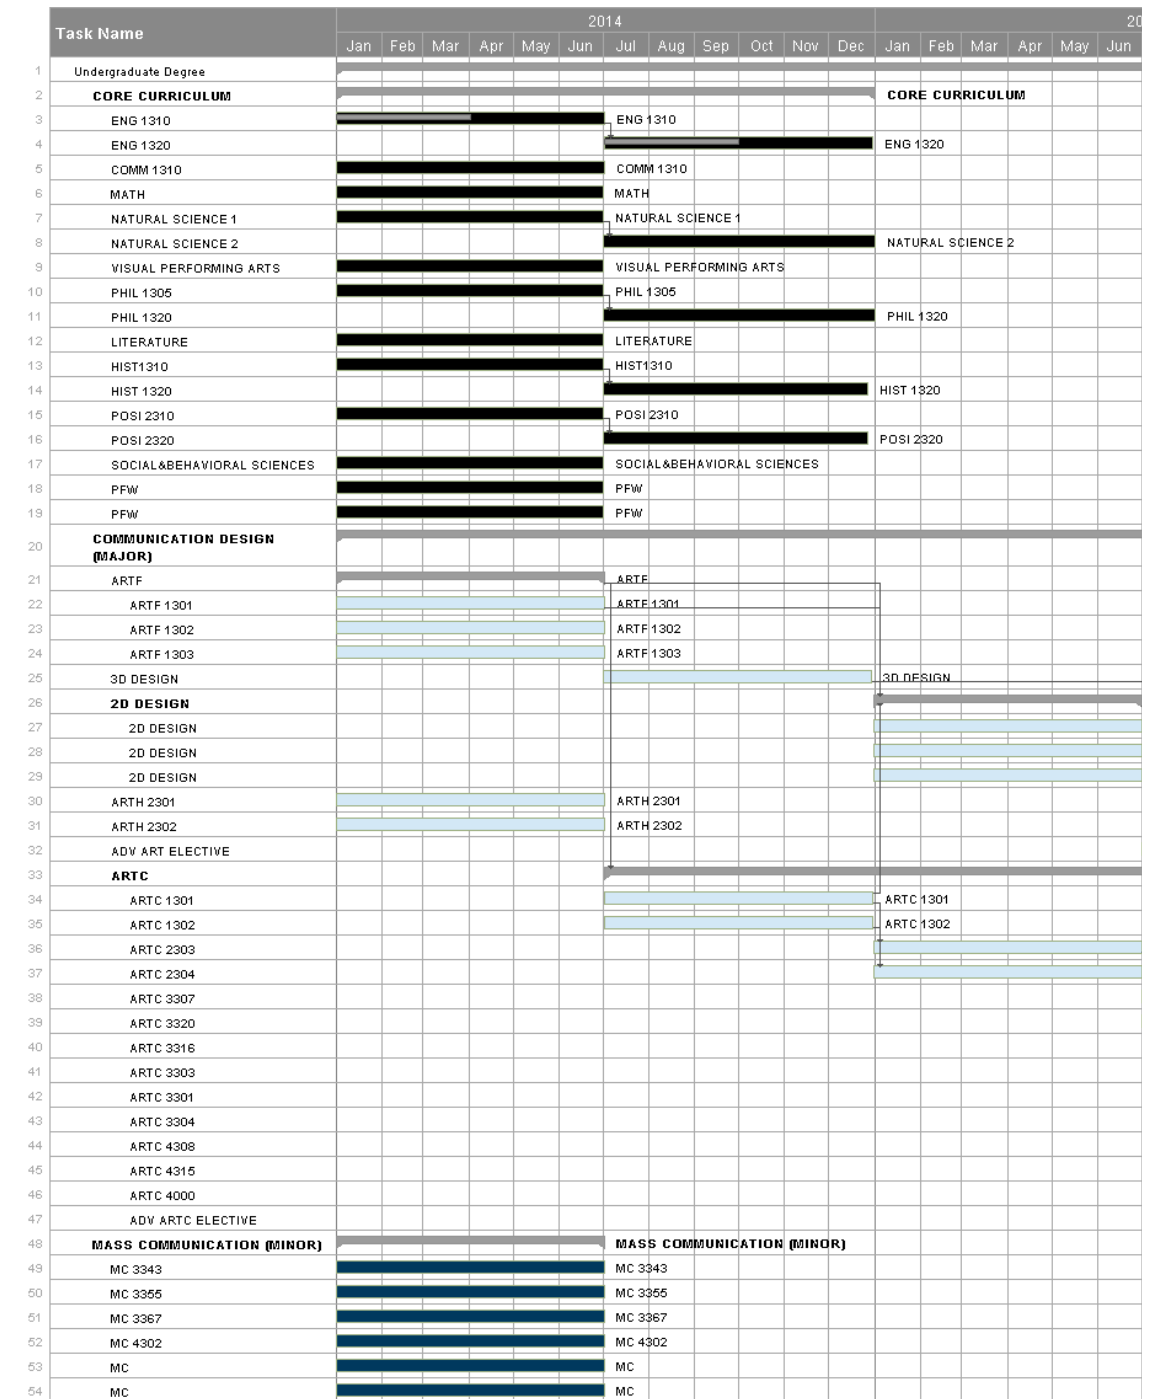 Task Name
2014
20
Jan Feb Mar Apr May Jun Jul Aug Sep Oct Nov Dec Jan Feb Mar Apr May Jun
1 Undergraduate Degree
2 CORE CURRICULUM CORE CURRICULUM
3 ENG 1310 ENG 1310
4 ENG 1320 ENG 1320
5 COMM 1310 COMM 1310
6 MATH MATH
7 NATURAL SCIENCE 1 NATURAL SCIENCE 1
8 NATURAL SCIENCE 2 NATURAL SCIENCE 2
9 VISUAL PERFORMING ARTS VISUAL PERFORMING ARTS
10 PHIL 1305 PHIL 1305
11 PHIL 1320 PHIL 1320
12 LITERATURE LITERATURE
13 HIST1310 HIST1310
14 HIST 1320 HIST 1320
15 POSI 2310 POSI 2310
16 POSI 2320 POSI 2320
17 SOCIAL&BEHAVIORAL SCIENCES SOCIAL&BEHAVIORAL SCIENCES
18 PFW PFW
19 PFW PFW
20 COMMUNICATION DESIGN
(MAJOR)
21 ARTF ARTF
22 ARTF 1301 ARTF 1301
23 ARTF 1302 ARTF 1302
24 ARTF 1303 ARTF 1303
25 3D DESIGN 3D DESIGN
26 2D DESIGN
27 2D DESIGN
28 2D DESIGN
29 2D DESIGN
30 ARTH 2301 ARTH 2301
31 ARTH 2302 ARTH 2302
32 ADV ART ELECTIVE
33 ARTC
34 ARTC 1301 ARTC 1301
35 ARTC 1302 ARTC 1302
36 ARTC 2303
37 ARTC 2304
38 ARTC 3307
39 ARTC 3320
40 ARTC 3316
41 ARTC 3303
42 ARTC 3301
43 ARTC 3304
44 ARTC 4308
45 ARTC 4315
46 ARTC 4000
47 ADV ARTC ELECTIVE
48 MASS COMMUNICATION (MINOR) MASS COMMUNICATION (MINOR)
49 MC 3343 MC 3343
50 MC 3355 MC 3355
51 MC 3367 MC 3367
52 MC 4302 MC 4302
53 MC MC
54 MC MC